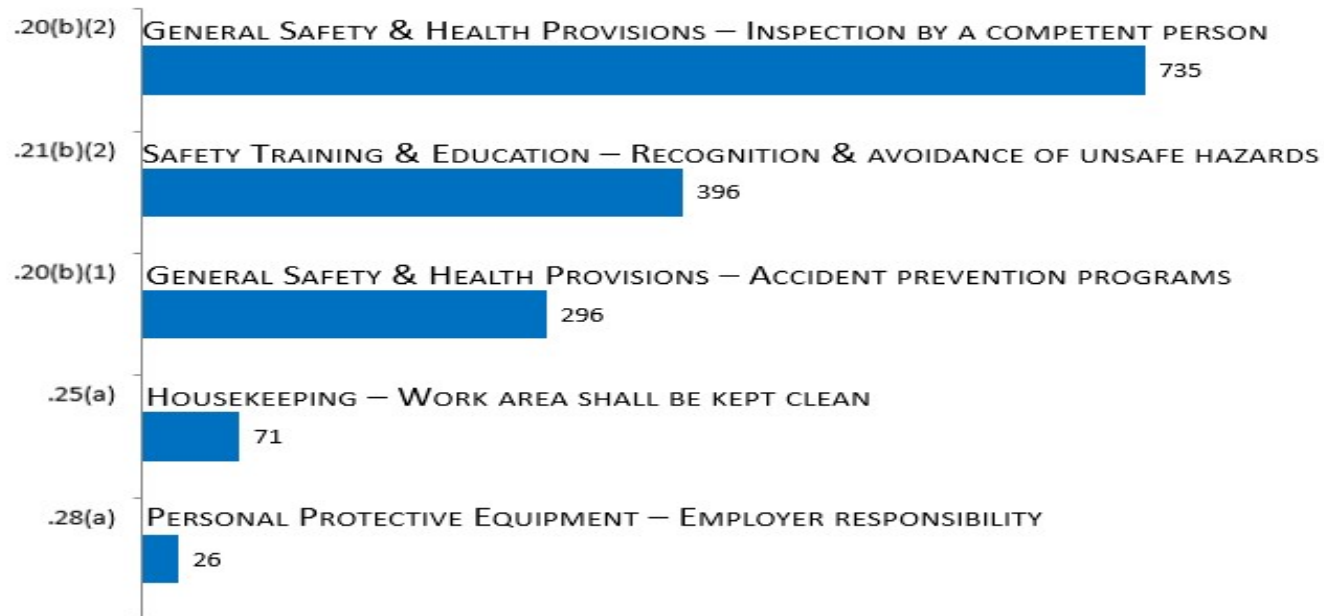 .20(b)(2) General Safety & Health Provisions – Inspection by a competent person
735
.21(b)(2) Safety Training & Education – Recognition & avoidance of unsafe hazards
396
.20(b)(1) General Safety & Health Provisions – Accident prevention programs
296
.25(a) Housekeeping – Work area shall be kept clean
71
.28(a) Personal Protective Equipment – Employer responsibility
26